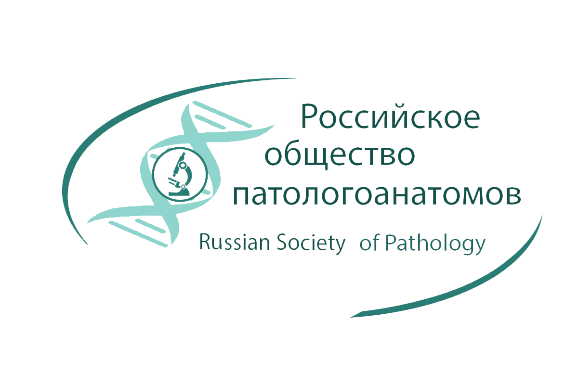 Российское
общество
патологоанатомов
Russian Society of Pathology